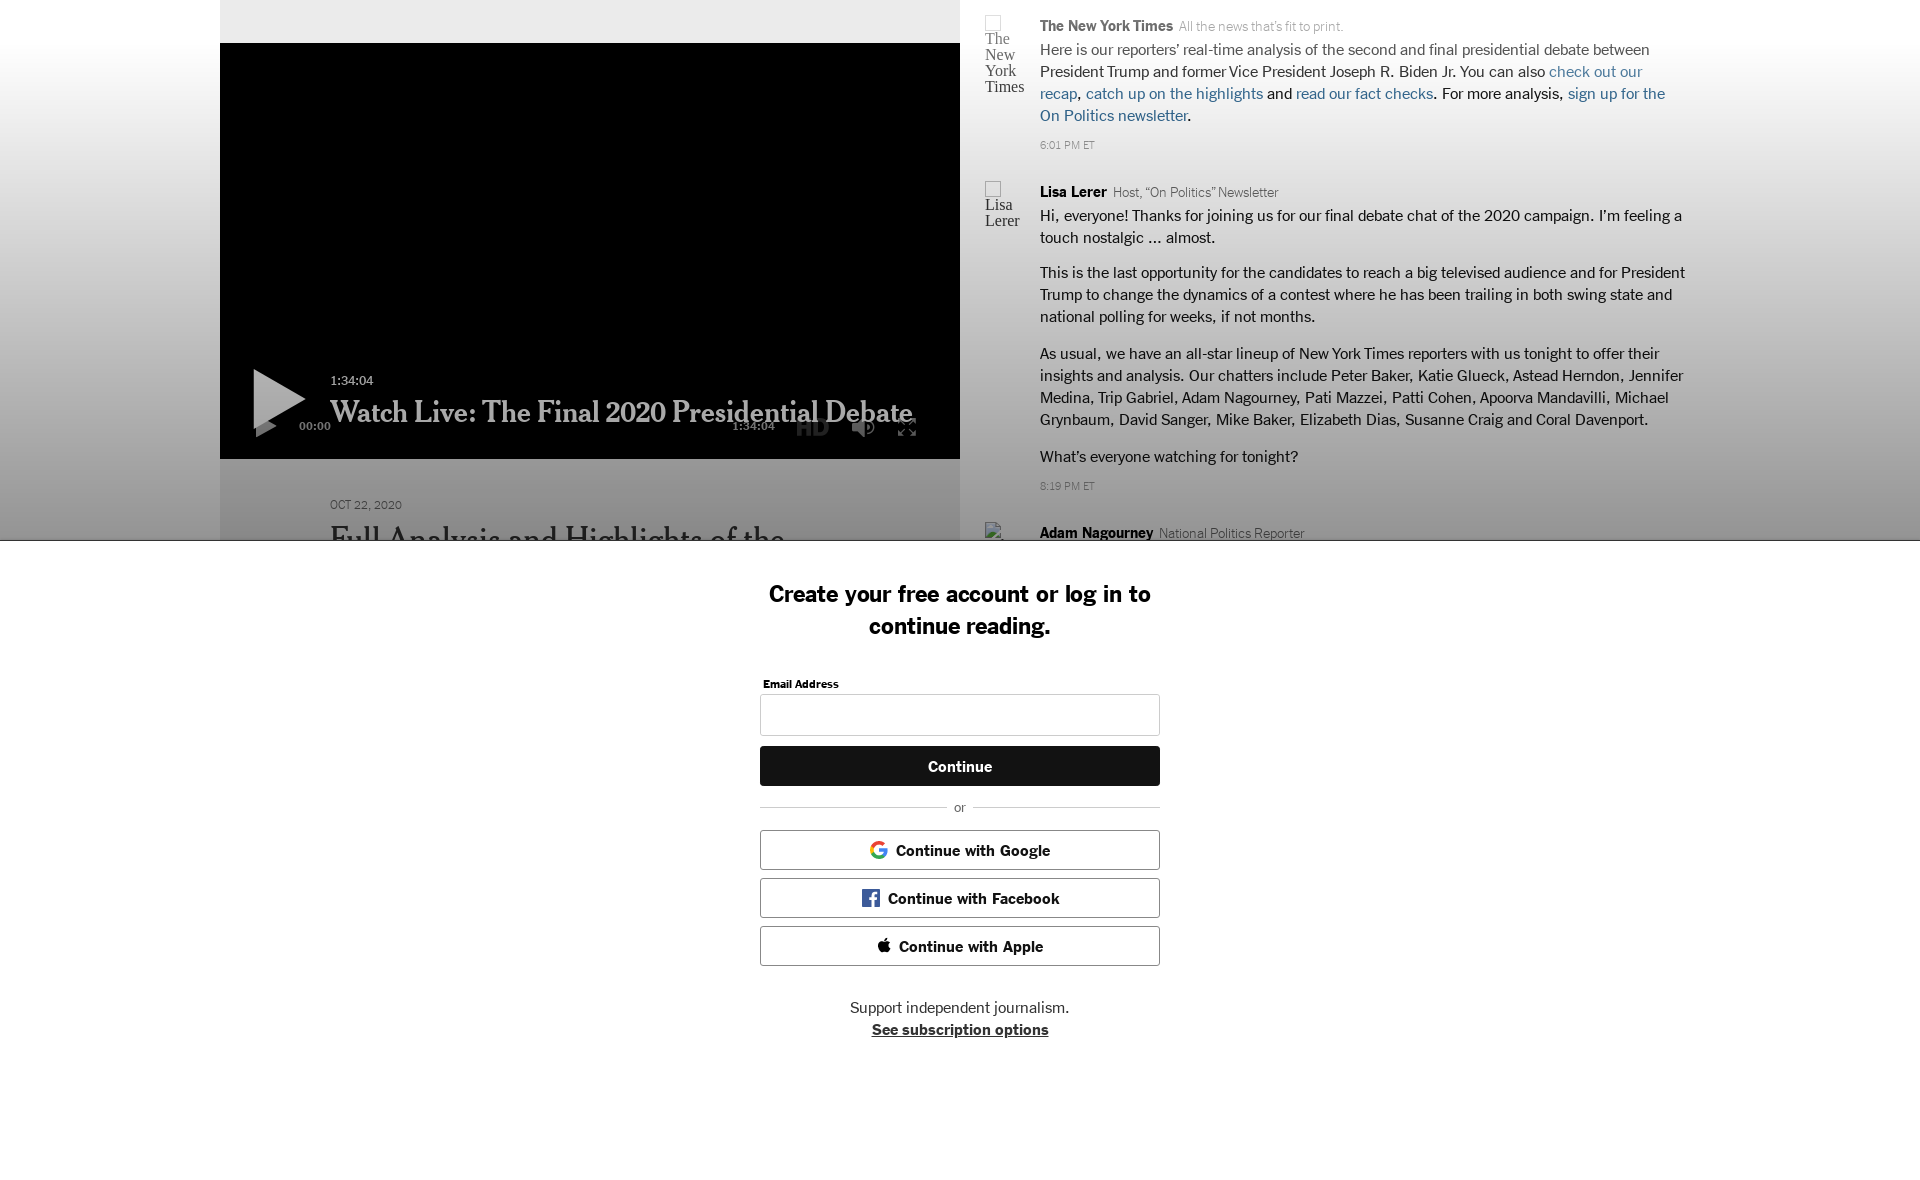 1:34:04
Watch Live: The Final 2020 Presidential Debate
00:00
1:34:04
HD
OCT 22, 2020
Full Analysis and Highlights of the
The
New
York
Times
The New York Times All the news that’s fit to print.
Here is our reporters’ real-time analysis of the second and final presidential debate between
President Trump and former Vice President Joseph R. Biden Jr. You can also check out our
recap, catch up on the highlights and read our fact checks. For more analysis, sign up for the
On Politics newsletter.
6:01 PM ET
Lisa
Lerer
Lisa Lerer Host, “On Politics” Newsletter
Hi, everyone! Thanks for joining us for our final debate chat of the 2020 campaign. I’m feeling a
touch nostalgic … almost.
This is the last opportunity for the candidates to reach a big televised audience and for President
Trump to change the dynamics of a contest where he has been trailing in both swing state and
national polling for weeks, if not months.
As usual, we have an all-star lineup of New York Times reporters with us tonight to offer their
insights and analysis. Our chatters include Peter Baker, Katie Glueck, Astead Herndon, Jennifer
Medina, Trip Gabriel, Adam Nagourney, Pati Mazzei, Patti Cohen, Apoorva Mandavilli, Michael
Grynbaum, David Sanger, Mike Baker, Elizabeth Dias, Susanne Craig and Coral Davenport.
What’s everyone watching for tonight?
8:19 PM ET
Adam Nagourney National Politics Reporter
Create your free account or log in to
continue reading.
Email Address
Continue
or
Continue with Google
Continue with Facebook
Continue with Apple
Support independent journalism.
See subscription options